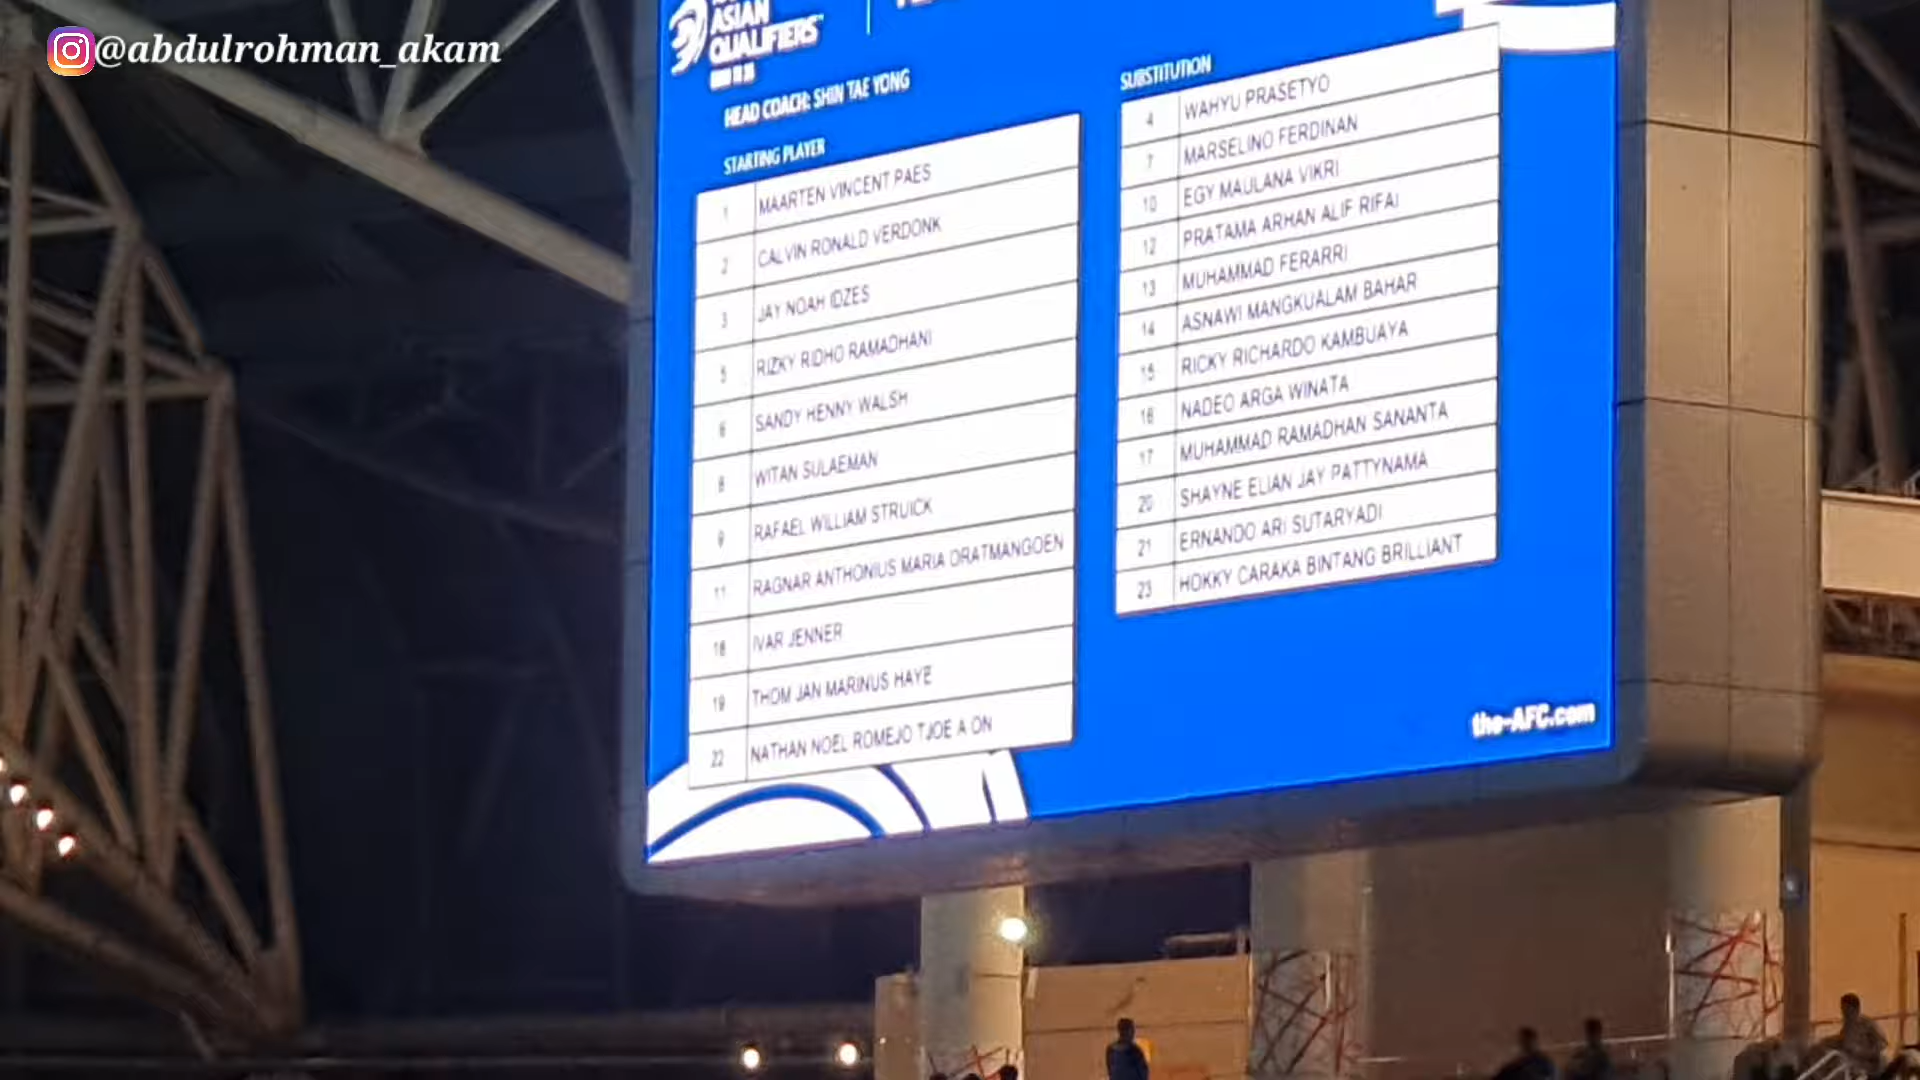 @abdulrohman_akam
ASIAN
QUALIFIERS
HEAD COACH: SHIN TAE YONG
STARTING PLAYER
1 MAARTEN VINCENT PAES
2 CALVIN RONALD VERDONK
3 JAY NOAH IDZES
5 RIZKY RIDHO RAMADHANI
6 SANDY HENNY WALSH
8 WITAN SULAEMAN
9 RAFAEL WILLIAM STRUICK
11 RAGNAR ANTHONIUS MARIA ORATMANGOEN
18 IVAR JENNER
19 THOM JAN MARINUS HAYE
22 NATHAN NOEL ROMEJO TJOE A ON
SUBSTITUTION
4 WAHYU PRASETYO
7 MARSELINO FERDINAN
10 EGY MAULANA VIKRI
12 PRATAMA ARHAN ALIF RIFAI
13 MUHAMMAD FERARRI
14 ASNAWI MANGKUALAM BAHAR
15 RICKY RICHARDO KAMBUAYA
16 NADEO ARGA WINATA
17 MUHAMMAD RAMADHAN SANANTA
20 SHAYNE ELIAN JAY PATTYNAMA
21 ERNANDO ARI SUTARYADI
23 HOKKY CARAKA BINTANG BRILLIANT
the-AFC.com